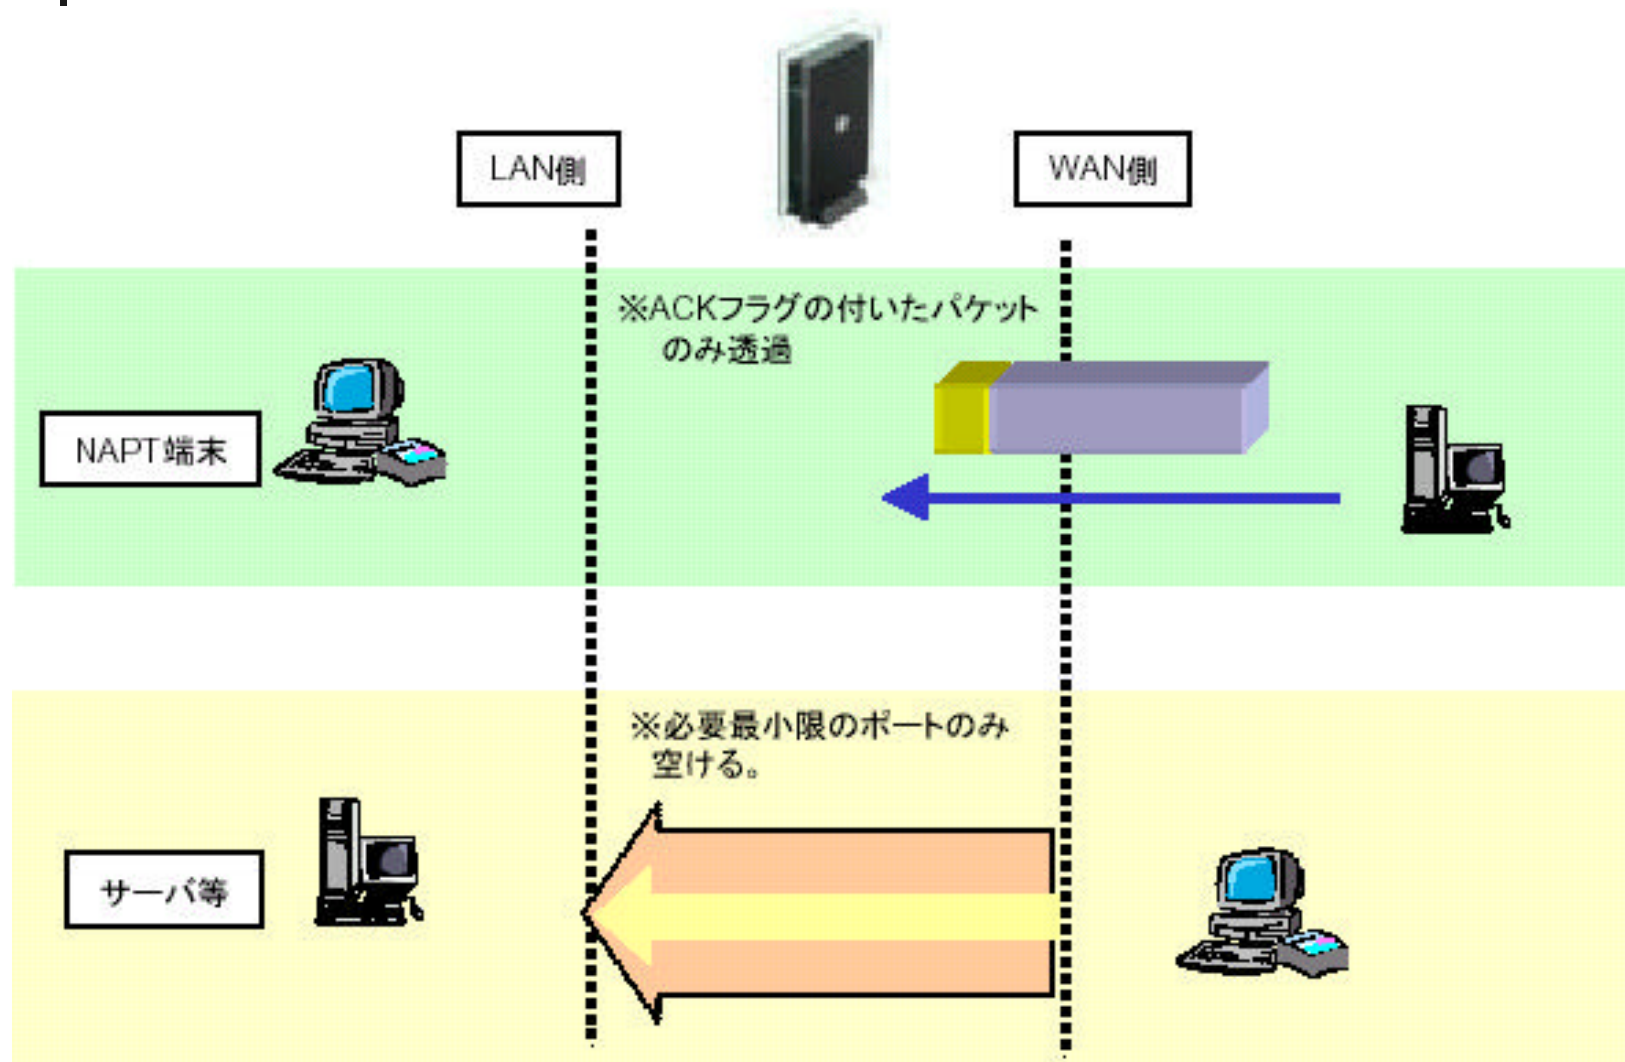 LAN側
WAN側
※ACKフラグの付いたパケット
のみ透過
NAPT端末
※必要最小限のポートのみ
空ける。
サーバ等